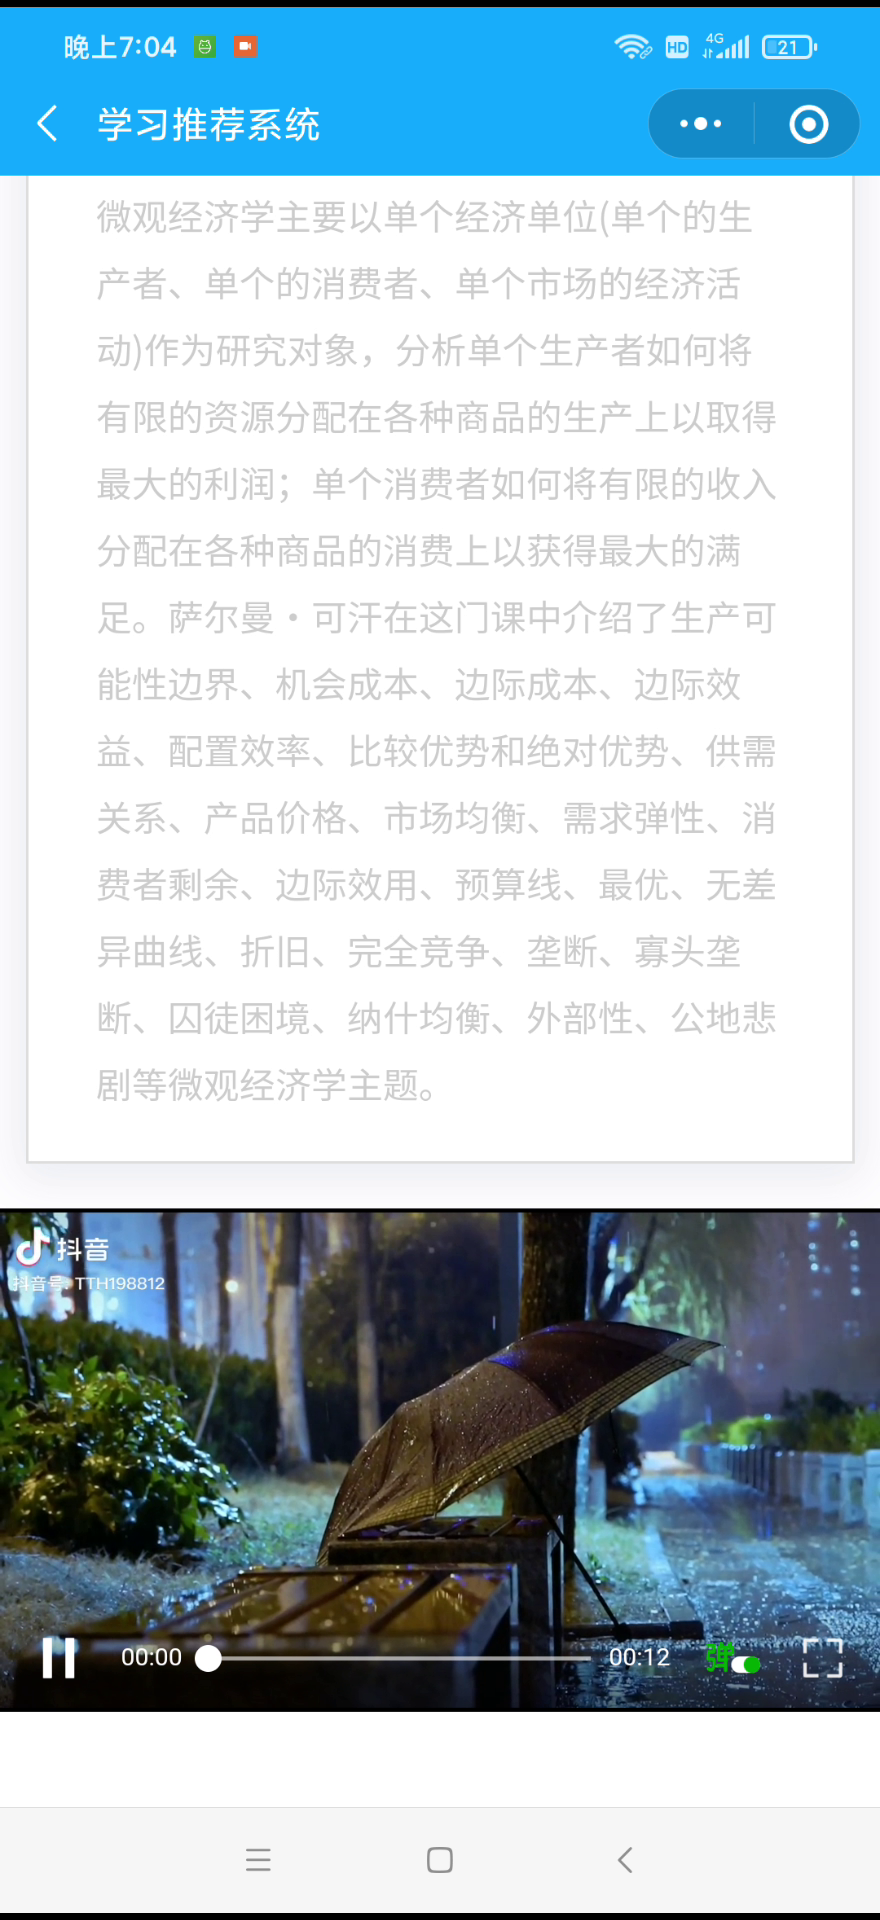 晚上7:04
HD
4G
21
学习推荐系统
微观经济学主要以单个经济单位(单个的生
产者、单个的消费者、单个市场的经济活
动)作为研究对象，分析单个生产者如何将
有限的资源分配在各种商品的生产上以取得
最大的利润；单个消费者如何将有限的收入
分配在各种商品的消费上以获得最大的满
足。萨尔曼·可汗在这门课中介绍了生产可
能性边界、机会成本、边际成本、边际效
益、配置效率、比较优势和绝对优势、供需
关系、产品价格、市场均衡、需求弹性、消
费者剩余、边际效用、预算线、最优、无差
异曲线、折旧、完全竞争、垄断、寡头垄
断、囚徒困境、纳什均衡、外部性、公地悲
剧等微观经济学主题。
抖音
抖音号: TTH198812
00:00
00:12
弹